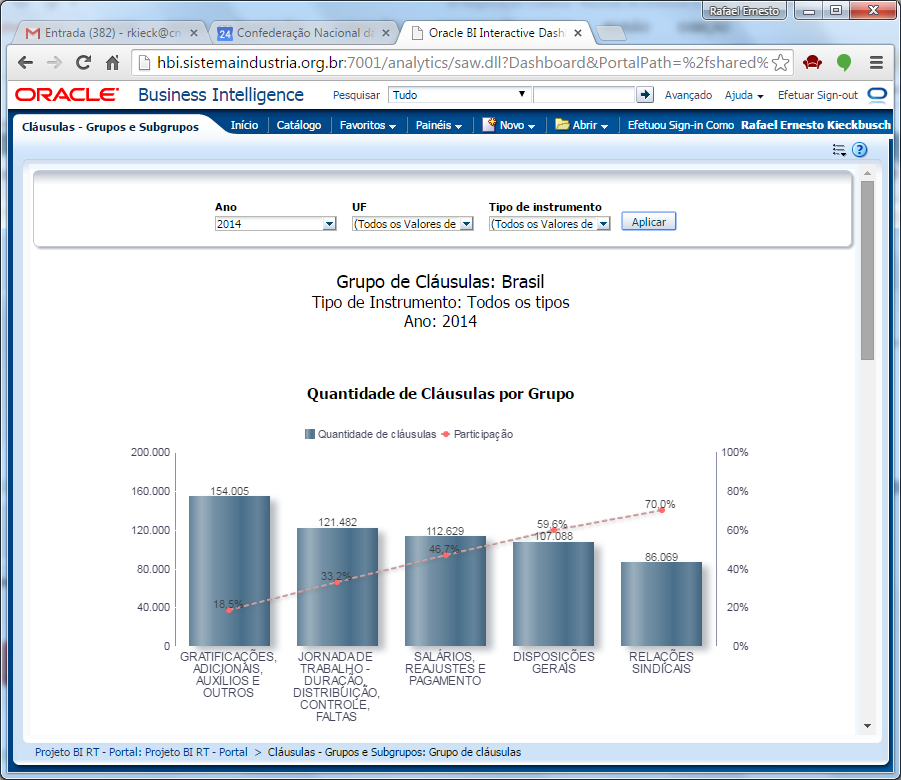 Rafael Ernesto
Entrada (382) - rkieck@cn
Confederação Nacional da
Oracle BI Interactive Dash
hbi.sistemaindustria.org.br:7001/analytics/saw.dll?Dashboard&PortalPath=%2fshared%
ORACLE Business Intelligence Pesquisar Tudo Avançado Ajuda Efetuar Sign-out
Cláusulas - Grupos e Subgrupos Início Catálogo Favoritos Painéis Novo Abrir Efetuou Sign-in Como Rafael Ernesto Kieckbusch
Ano UF Tipo de instrumento
2014 (Todos os Valores de (Todos os Valores de Aplicar
Grupo de Cláusulas: Brasil
Tipo de Instrumento: Todos os tipos
Ano: 2014
Quantidade de Cláusulas por Grupo
Quantidade de cláusulas Participação
200.000 100%
160.000 80%
120.000 60%
80.000 40%
40.000 20%
0 0%
154.005 121.482 112.629 107.088 86.069
18,5% 33,2% 46,7% 59,6% 70,0%
GRATIFICAÇÕES,
ADICIONAIS,
AUXÍLIOS E
OUTROS
JORNADA DE
TRABALHO -
DURAÇÃO,
DISTRIBUIÇÃO,
CONTROLE,
FALTAS
SALÁRIOS,
REAJUSTES E
PAGAMENTO
DISPOSIÇÕES
GERAIS
RELAÇÕES
SINDICAIS
Projeto BI RT - Portal: Projeto BI RT - Portal > Cláusulas - Grupos e Subgrupos: Grupo de cláusulas